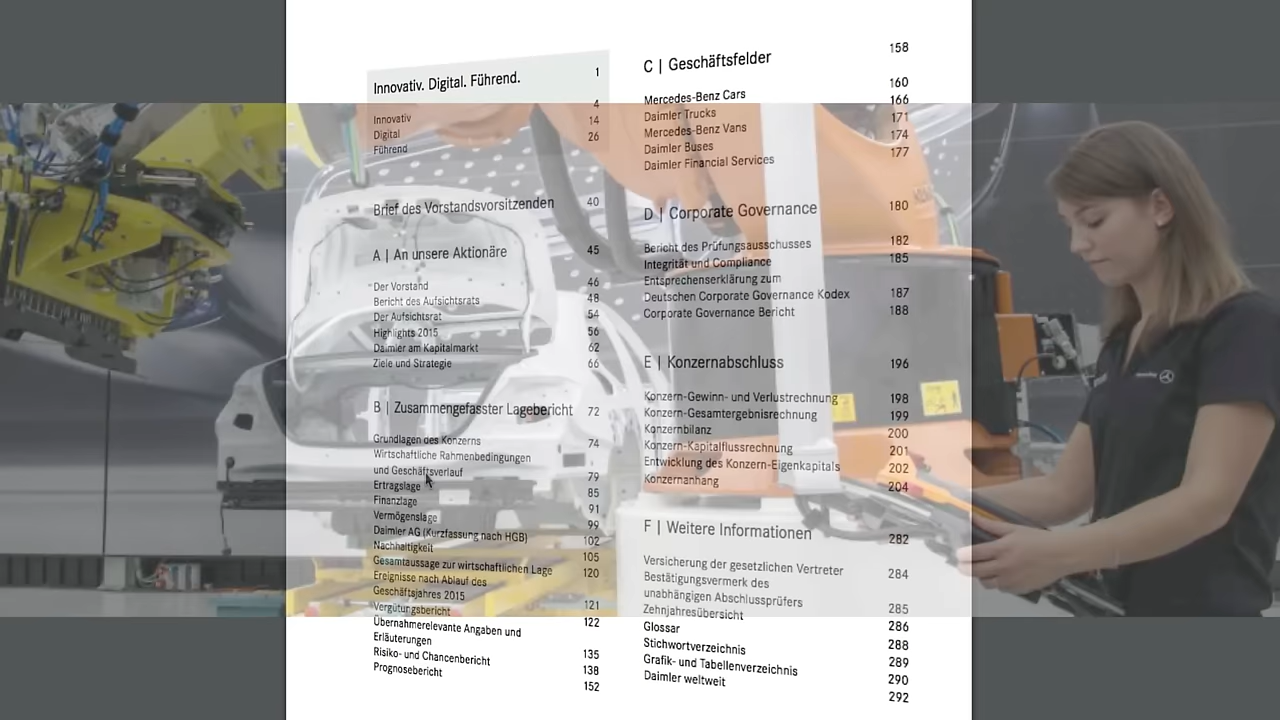 Innovativ. Digital. Führend. 1
Innovativ 4
Digital 14
Führend 26
Brief des Vorstandsvorsitzenden 40
A | An unsere Aktionäre 45
Der Vorstand 46
Bericht des Aufsichtsrats 48
Der Aufsichtsrat 54
Highlights 2015 56
Daimler am Kapitalmarkt 62
Ziele und Strategie 66
B | Zusammengefasster Lagebericht 72
Grundlagen des Konzerns 74
Wirtschaftliche Rahmenbedingungen
und Geschäftsverlauf 79
Ertragslage 85
Finanzlage 91
Vermögenslage 99
Daimler AG (Kurzfassung nach HGB) 102
Nachhaltigkeit 105
Gesamtaussage zur wirtschaftlichen Lage 120
Ereignisse nach Ablauf des
Geschäftsjahres 2015 121
Vergütungsbericht 122
Übernahmerelevante Angaben und
Erläuterungen 135
Risiko- und Chancenbericht 138
Prognosebericht 152
C | Geschäftsfelder 158
Mercedes-Benz Cars 160
Daimler Trucks 166
Mercedes-Benz Vans 171
Daimler Buses 174
Daimler Financial Services 177
D | Corporate Governance 180
Bericht des Prüfungsausschusses 182
Integrität und Compliance 185
Entsprechenserklärung zum
Deutschen Corporate Governance Kodex 187
Corporate Governance Bericht 188
E | Konzernabschluss 196
Konzern-Gewinn- und Verlustrechnung 198
Konzern-Gesamtergebnisrechnung 199
Konzernbilanz 200
Konzern-Kapitalflussrechnung 201
Entwicklung des Konzern-Eigenkapitals 202
Konzernanhang 204
F | Weitere Informationen 282
Versicherung der gesetzlichen Vertreter 284
Bestätigungsvermerk des
unabhängigen Abschlussprüfers 285
Zehnjahresübersicht 286
Glossar 288
Stichwortverzeichnis 289
Grafik- und Tabellenverzeichnis 290
Daimler weltweit 292